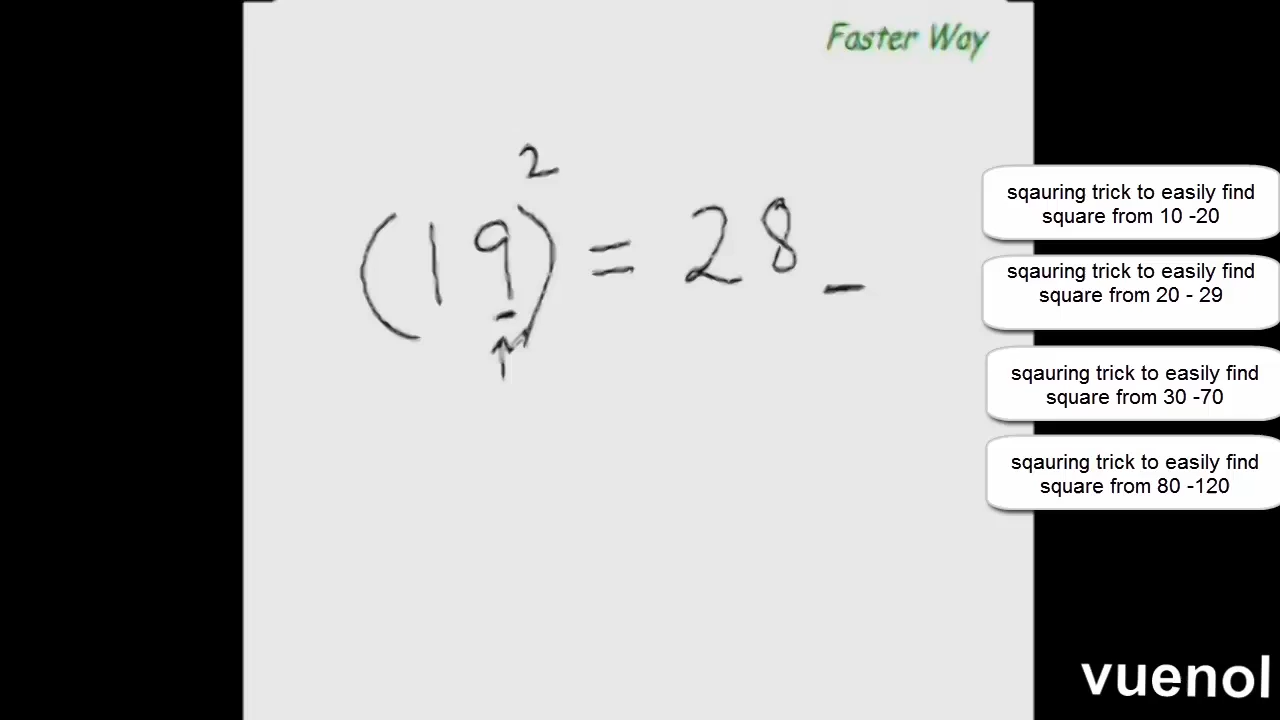 Faster Way
(19)² = 28_
sqauring trick to easily find
square from 10 -20
sqauring trick to easily find
square from 20 - 29
sqauring trick to easily find
square from 30 -70
sqauring trick to easily find
square from 80 -120
vuenol